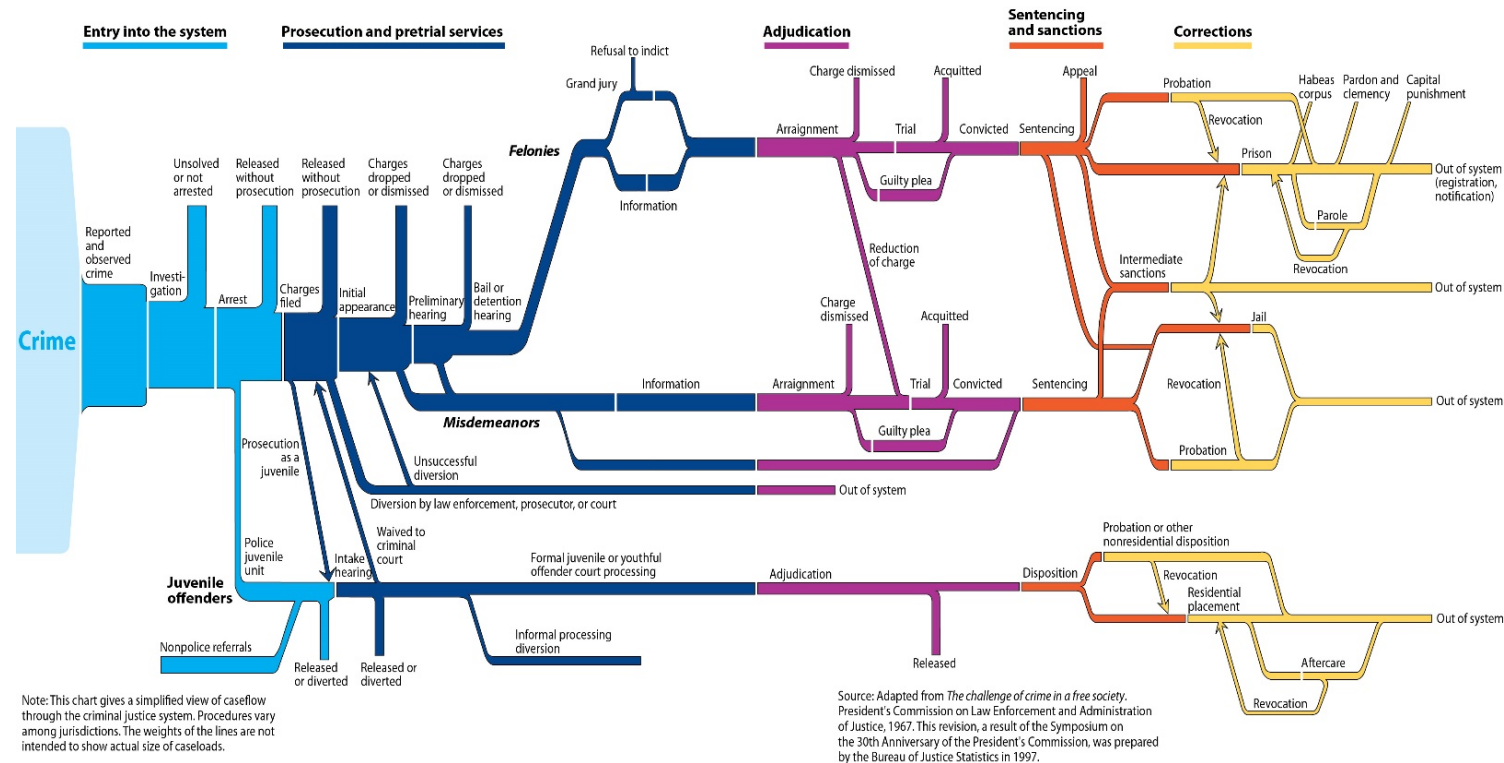 Entry into the system
Prosecution and pretrial services
Adjudication
Sentencing
and sanctions
Corrections
Refusal to indict
Grand jury
Charge dismissed
Acquitted
Appeal
Probation
Habeas
corpus
Pardon and
clemency
Capital
punishment
Revocation
Arraignment
Trial
Convicted
Sentencing
Felonies
Prison
Out of system
(registration,
notification)
Unsolved
or not
arrested
Released
without
prosecution
Released
without
prosecution
Charges
dropped
or dismissed
Charges
dropped
or dismissed
Guilty plea
Information
Parole
Reported
and
observed
crime
Investi-
gation
Arrest
Charges
filed
Initial
appearance
Preliminary
hearing
Bail or
detention
hearing
Reduction
of charge
Intermediate
sanctions
Revocation
Out of system
Charge
dismissed
Acquitted
Jail
Crime
Information
Arraignment
Trial
Convicted
Sentencing
Revocation
Out of system
Misdemeanors
Guilty plea
Probation
Prosecution
as a
juvenile
Unsuccessful
diversion
Out of system
Diversion by law enforcement, prosecutor, or court
Waived to
criminal
court
Police
juvenile
unit
Intake
hearing
Formal juvenile or youthful
offender court processing
Adjudication
Disposition
Probation or other
nonresidential disposition
Revocation
Residential
placement
Juvenile
offenders
Out of system
Nonpolice referrals
Released
or diverted
Released or
diverted
Informal processing
diversion
Released
Aftercare
Revocation
Note: This chart gives a simplified view of caseflow
through the criminal justice system. Procedures vary
among jurisdictions. The weights of the lines are not
intended to show actual size of caseloads.
Source: Adapted from The challenge of crime in a free society.
President's Commission on Law Enforcement and Administration
of Justice, 1967. This revision, a result of the Symposium on
the 30th Anniversary of the President's Commission, was prepared
by the Bureau of Justice Statistics in 1997.